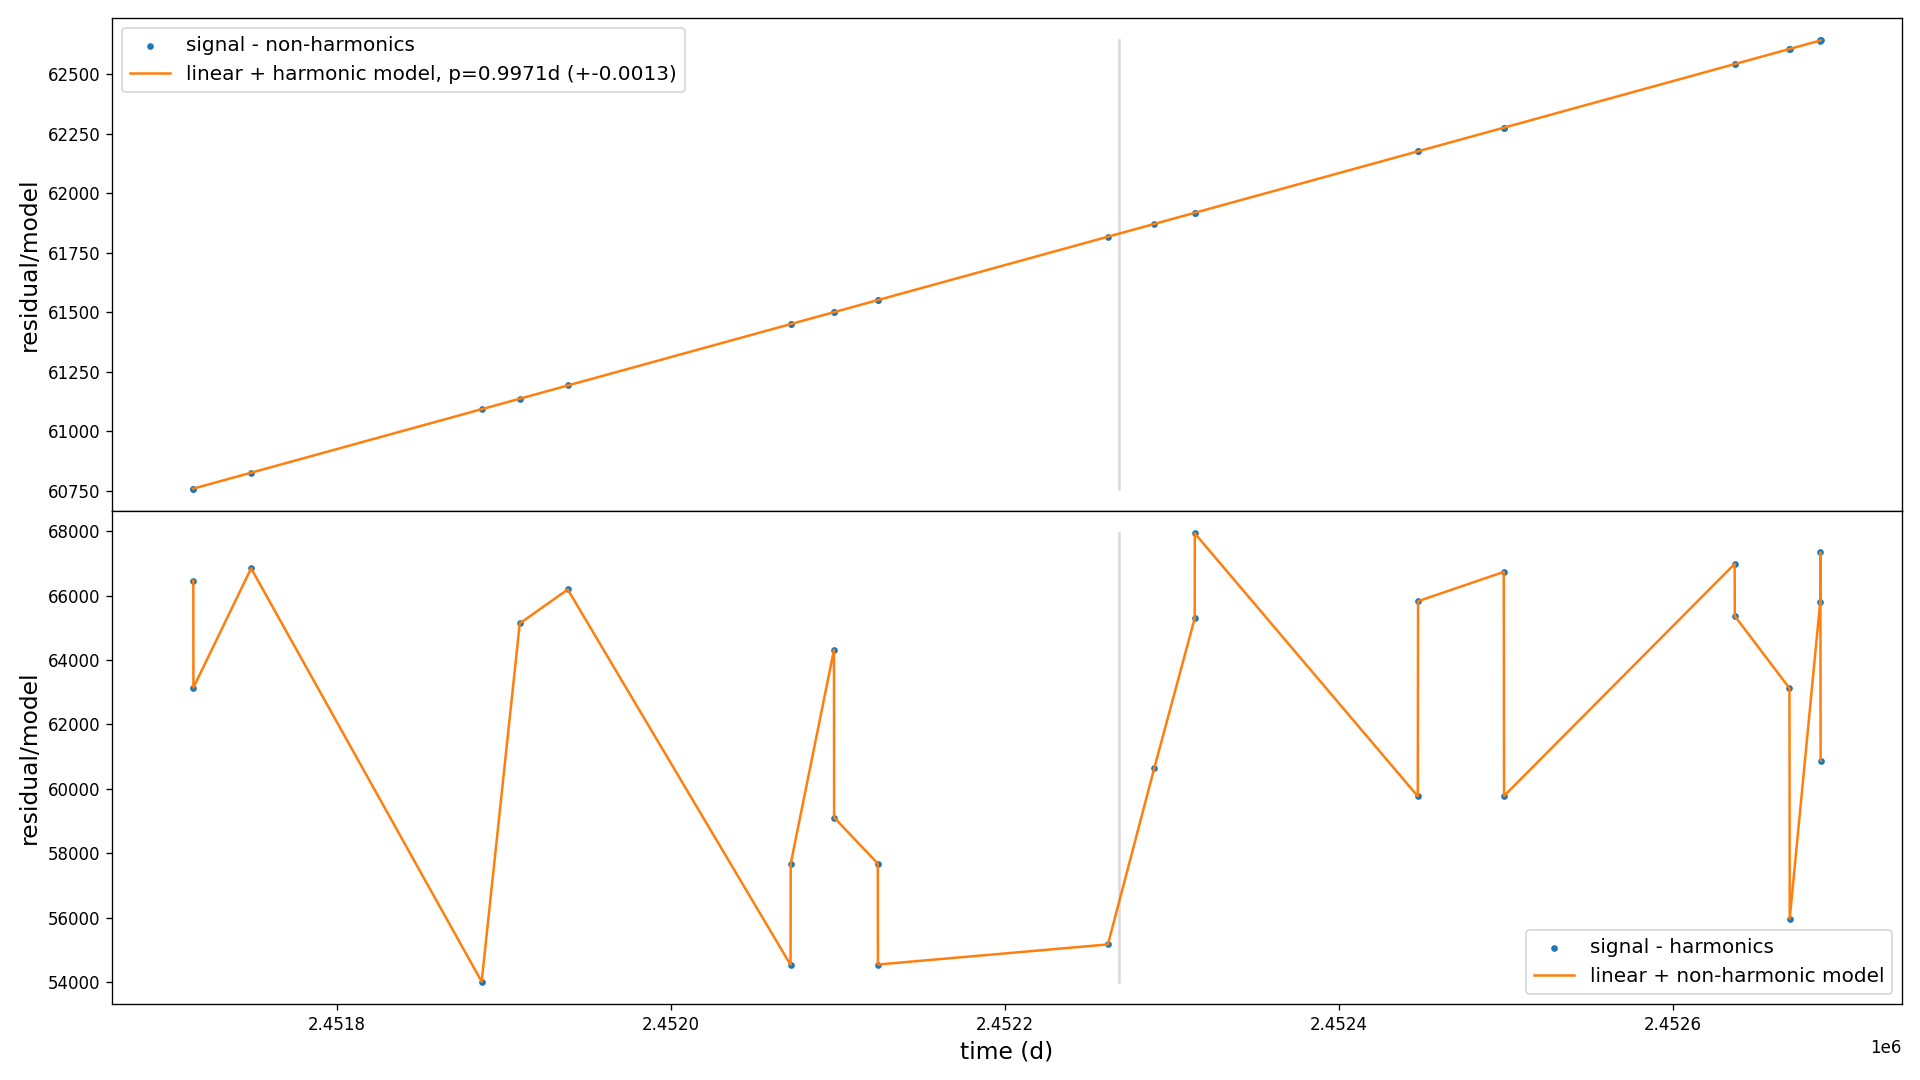 signal - non-harmonics
linear + harmonic model, p=0.9971d (+-0.0013)
residual/model
62500
62250
62000
61750
61500
61250
61000
60750
residual/model
68000
66000
64000
62000
60000
58000
56000
54000
signal - harmonics
linear + non-harmonic model
2.4518
2.4520
2.4522
2.4524
2.4526
1e6
time (d)